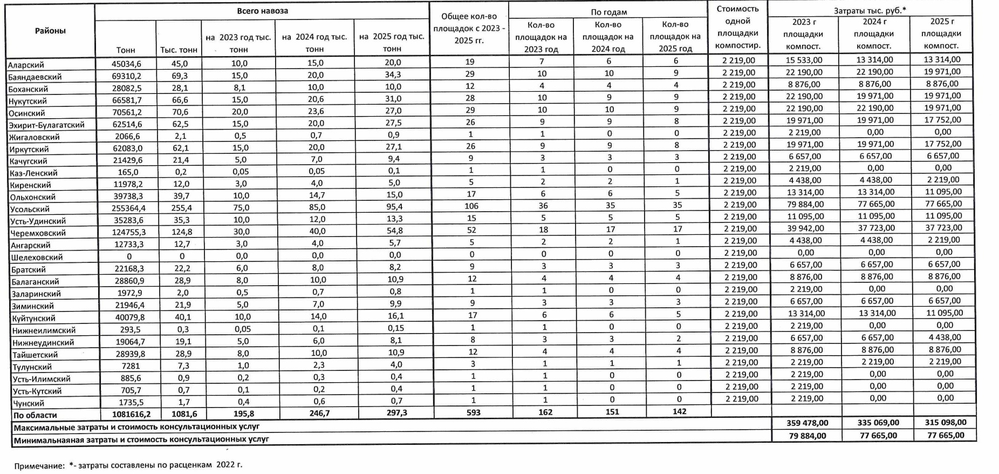 Районы Всего навоза Общее кол-во площадок с 2023 - 2025 гг. По годам Стоимость одной площадки компостир. Затраты тыс. руб.*
Тонн Тыс. тонн на 2023 год тыс. тонн на 2024 год тыс. тонн на 2025 год тыс. тонн Кол-во площадок на 2023 год Кол-во площадок на 2024 год Кол-во площадок на 2025 год 2023 г площадки компост. 2024 г площадки компост. 2025 г площадки компост.
Аларский 45034,6 45,0 10,0 15,0 20,0 19 7 6 6 2 219,00 15 533,00 13 314,00 13 314,00
Баяндаевский 69310,2 69,3 15,0 20,0 34,3 29 10 10 9 2 219,00 22 190,00 22 190,00 19 971,00
Боханский 28082,5 28,1 8,1 10,0 10,0 12 4 4 4 2 219,00 8 876,00 8 876,00 8 876,00
Нукутский 66581,7 66,6 15,0 20,6 31,0 28 10 9 9 2 219,00 22 190,00 19 971,00 19 971,00
Осинский 70561,2 70,6 20,0 23,6 27,0 29 10 10 9 2 219,00 22 190,00 22 190,00 19 971,00
Эхирит-Булагатский 62514,6 62,5 15,0 20,0 27,5 26 9 9 8 2 219,00 19 971,00 19 971,00 17 752,00
Жигаловский 2066,6 2,1 0,5 0,7 0,9 1 1 0 0 2 219,00 2 219,00 0,00 0,00
Иркутский 62083,0 62,1 15,0 20,0 27,1 26 9 9 8 2 219,00 19 971,00 19 971,00 17 752,00
Качугский 21429,6 21,4 5,0 7,0 9,4 9 3 3 3 2 219,00 6 657,00 6 657,00 6 657,00
Каз-Ленский 165,0 0,2 0,05 0,05 0,1 1 1 0 0 2 219,00 2 219,00 0,00 0,00
Киренский 11978,2 12,0 3,0 4,0 5,0 5 2 2 1 2 219,00 4 438,00 4 438,00 2 219,00
Ольхонский 39738,3 39,7 10,0 14,7 15,0 17 6 6 5 2 219,00 13 314,00 13 314,00 11 095,00
Усольский 255364,4 255,4 75,0 85,0 95,4 106 36 35 35 2 219,00 79 884,00 77 665,00 77 665,00
Усть-Удинский 35283,6 35,3 10,0 12,0 13,3 15 5 5 5 2 219,00 11 095,00 11 095,00 11 095,00
Черемховский 124755,3 124,8 30,0 40,0 54,8 52 18 17 17 2 219,00 39 942,00 37 723,00 37 723,00
Ангарский 12733,3 12,7 3,0 4,0 5,7 5 2 2 1 2 219,00 4 438,00 4 438,00 2 219,00
Шелеховский 0 0 0,0 0,0 0,0 0 0 0 0 2 219,00 0,00 0,00 0,00
Братский 22168,3 22,2 6,0 8,0 8,2 9 3 3 3 2 219,00 6 657,00 6 657,00 6 657,00
Балаганский 28860,9 28,9 8,0 10,0 10,9 12 4 4 4 2 219,00 8 876,00 8 876,00 8 876,00
Заларинский 1972,9 2,0 0,5 0,7 0,8 1 1 0 0 2 219,00 2 219,00 0,00 0,00
Зиминский 21946,4 21,9 5,0 7,0 9,9 9 3 3 3 2 219,00 6 657,00 6 657,00 6 657,00
Куйтунский 40079,8 40,1 10,0 14,0 16,1 17 6 6 5 2 219,00 13 314,00 13 314,00 11 095,00
Нижнеилимский 293,5 0,3 0,05 0,1 0,15 1 1 0 0 2 219,00 2 219,00 0,00 0,00
Нижнеудинский 19064,7 19,1 5,0 6,0 8,1 8 3 3 2 2 219,00 6 657,00 6 657,00 4 438,00
Тайшетский 28939,8 28,9 8,0 10,0 10,9 12 4 4 4 2 219,00 8 876,00 8 876,00 8 876,00
Тулунский 7281 7,3 1,0 2,3 4,0 3 1 1 1 2 219,00 2 219,00 2 219,00 2 219,00
Усть-Илимский 885,6 0,9 0,2 0,3 0,4 1 1 0 0 2 219,00 2 219,00 0,00 0,00
Усть-Кутский 705,7 0,7 0,1 0,2 0,4 1 1 0 0 2 219,00 2 219,00 0,00 0,00
Чунский 1735,5 1,7 0,4 0,6 0,7 1 1 0 0 2 219,00 2 219,00 0,00 0,00
По области 1081616,2 1081,6 195,8 246,7 297,3 593 162 151 142
Максимальные затраты и стоимость консультационных услуг 359 478,00 335 069,00 315 098,00
Минимальнаяная затраты и стоимость консультационных услуг 79 884,00 77 665,00 77 665,00
Примечание: *- затраты составлены по расценкам 2022 г.